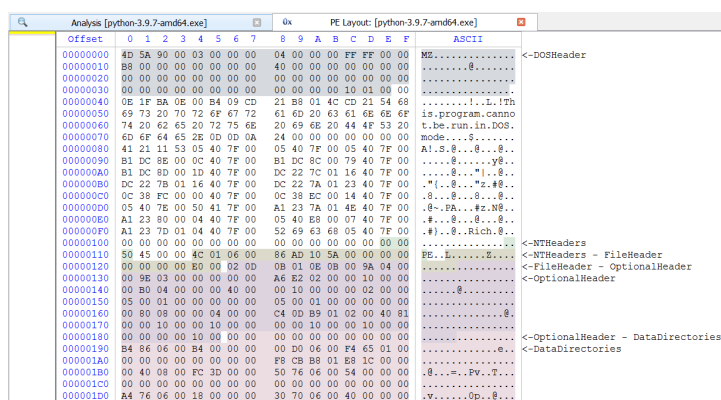 Analysis [python-3.9.7-amd64.exe] 0x PE Layout: [python-3.9.7-amd64.exe]
Offset 0 1 2 3 4 5 6 7 8 9 A B C D E F ASCII
00000000 4D 5A 90 00 03 00 00 00 04 00 00 00 FF FF 00 00 MZ.............. <-DOSHeader
00000010 B8 00 00 00 00 00 00 00 40 00 00 00 00 00 00 00 ........@.......
00000020 00 00 00 00 00 00 00 00 00 00 00 00 00 00 00 00 ................
00000030 00 00 00 00 00 00 00 00 00 00 00 00 10 01 00 00 ................
00000040 0E 1F BA 0E 00 B4 09 CD 21 B8 01 4C CD 21 54 68 ........!..L.!Th
00000050 69 73 20 70 72 6F 67 72 61 6D 20 63 61 6E 6E 6F is.program.canno
00000060 74 20 62 65 20 72 75 6E 20 69 6E 20 44 4F 53 20 t.be.run.in.DOS.
00000070 6D 6F 64 65 2E 0D 0D 0A 24 00 00 00 00 00 00 00 mode....$.......
00000080 41 21 11 53 05 40 7F 00 05 40 7F 00 05 40 7F 00 A!.S.@...@...@..
00000090 B1 DC 8E 00 0C 40 7F 00 B1 DC 8C 00 79 40 7F 00 .....@......y@..
000000A0 B1 DC 8D 00 1D 40 7F 00 DC 22 7C 01 16 40 7F 00 .....@..."|..@..
000000B0 DC 22 7B 01 16 40 7F 00 DC 22 7A 01 23 40 7F 00 ."{..@..."z.#@..
000000C0 0C 38 FC 00 00 40 7F 00 0C 38 EC 00 14 40 7F 00 .8...@...8...@..
000000D0 05 40 7E 00 50 41 7F 00 A1 23 7A 01 4E 40 7F 00 .@~.PA...#z.N@..
000000E0 A1 23 80 00 04 40 7F 00 05 40 E8 00 07 40 7F 00 .#...@...@...@..
000000F0 A1 23 7D 01 04 40 7F 00 52 69 63 68 05 40 7F 00 .#}..@..Rich.@..
00000100 00 00 00 00 00 00 00 00 00 00 00 00 00 00 00 00 ................ <-NTHeaders
00000110 50 45 00 00 4C 01 06 00 86 AD 10 5A 00 00 00 00 PE..L......Z.... <-NTHeaders - FileHeader
00000120 00 00 00 00 E0 00 02 0D 0B 01 0E 0B 00 9A 04 00 ................ <-FileHeader - OptionalHeader
00000130 00 9E 03 00 00 00 00 00 A6 E2 02 00 00 10 00 00 ................ <-OptionalHeader
00000140 00 B0 04 00 00 00 40 00 00 10 00 00 00 02 00 00 ......@.........
00000150 05 00 01 00 00 00 00 00 05 00 01 00 00 00 00 00 ................
00000160 00 80 08 00 00 04 00 00 C4 0D B9 01 02 00 40 81 ..............@.
00000170 00 00 10 00 00 10 00 00 00 00 10 00 00 10 00 00 ................
00000180 00 00 00 00 10 00 00 00 00 00 00 00 00 00 00 00 ................ <-OptionalHeader - DataDirectories
00000190 B4 86 06 00 B4 00 00 00 00 D0 06 00 F4 65 01 00 .............e.. <-DataDirectories
000001A0 00 00 00 00 00 00 00 00 F8 CB B8 01 E8 1C 00 00 ................
000001B0 00 40 08 00 FC 3D 00 00 50 76 06 00 54 00 00 00 .@...=..Pv..T...
000001C0 00 00 00 00 00 00 00 00 00 00 00 00 00 00 00 00 ................
000001D0 A4 76 06 00 18 00 00 00 30 70 06 00 40 00 00 00 .v......0p..@...